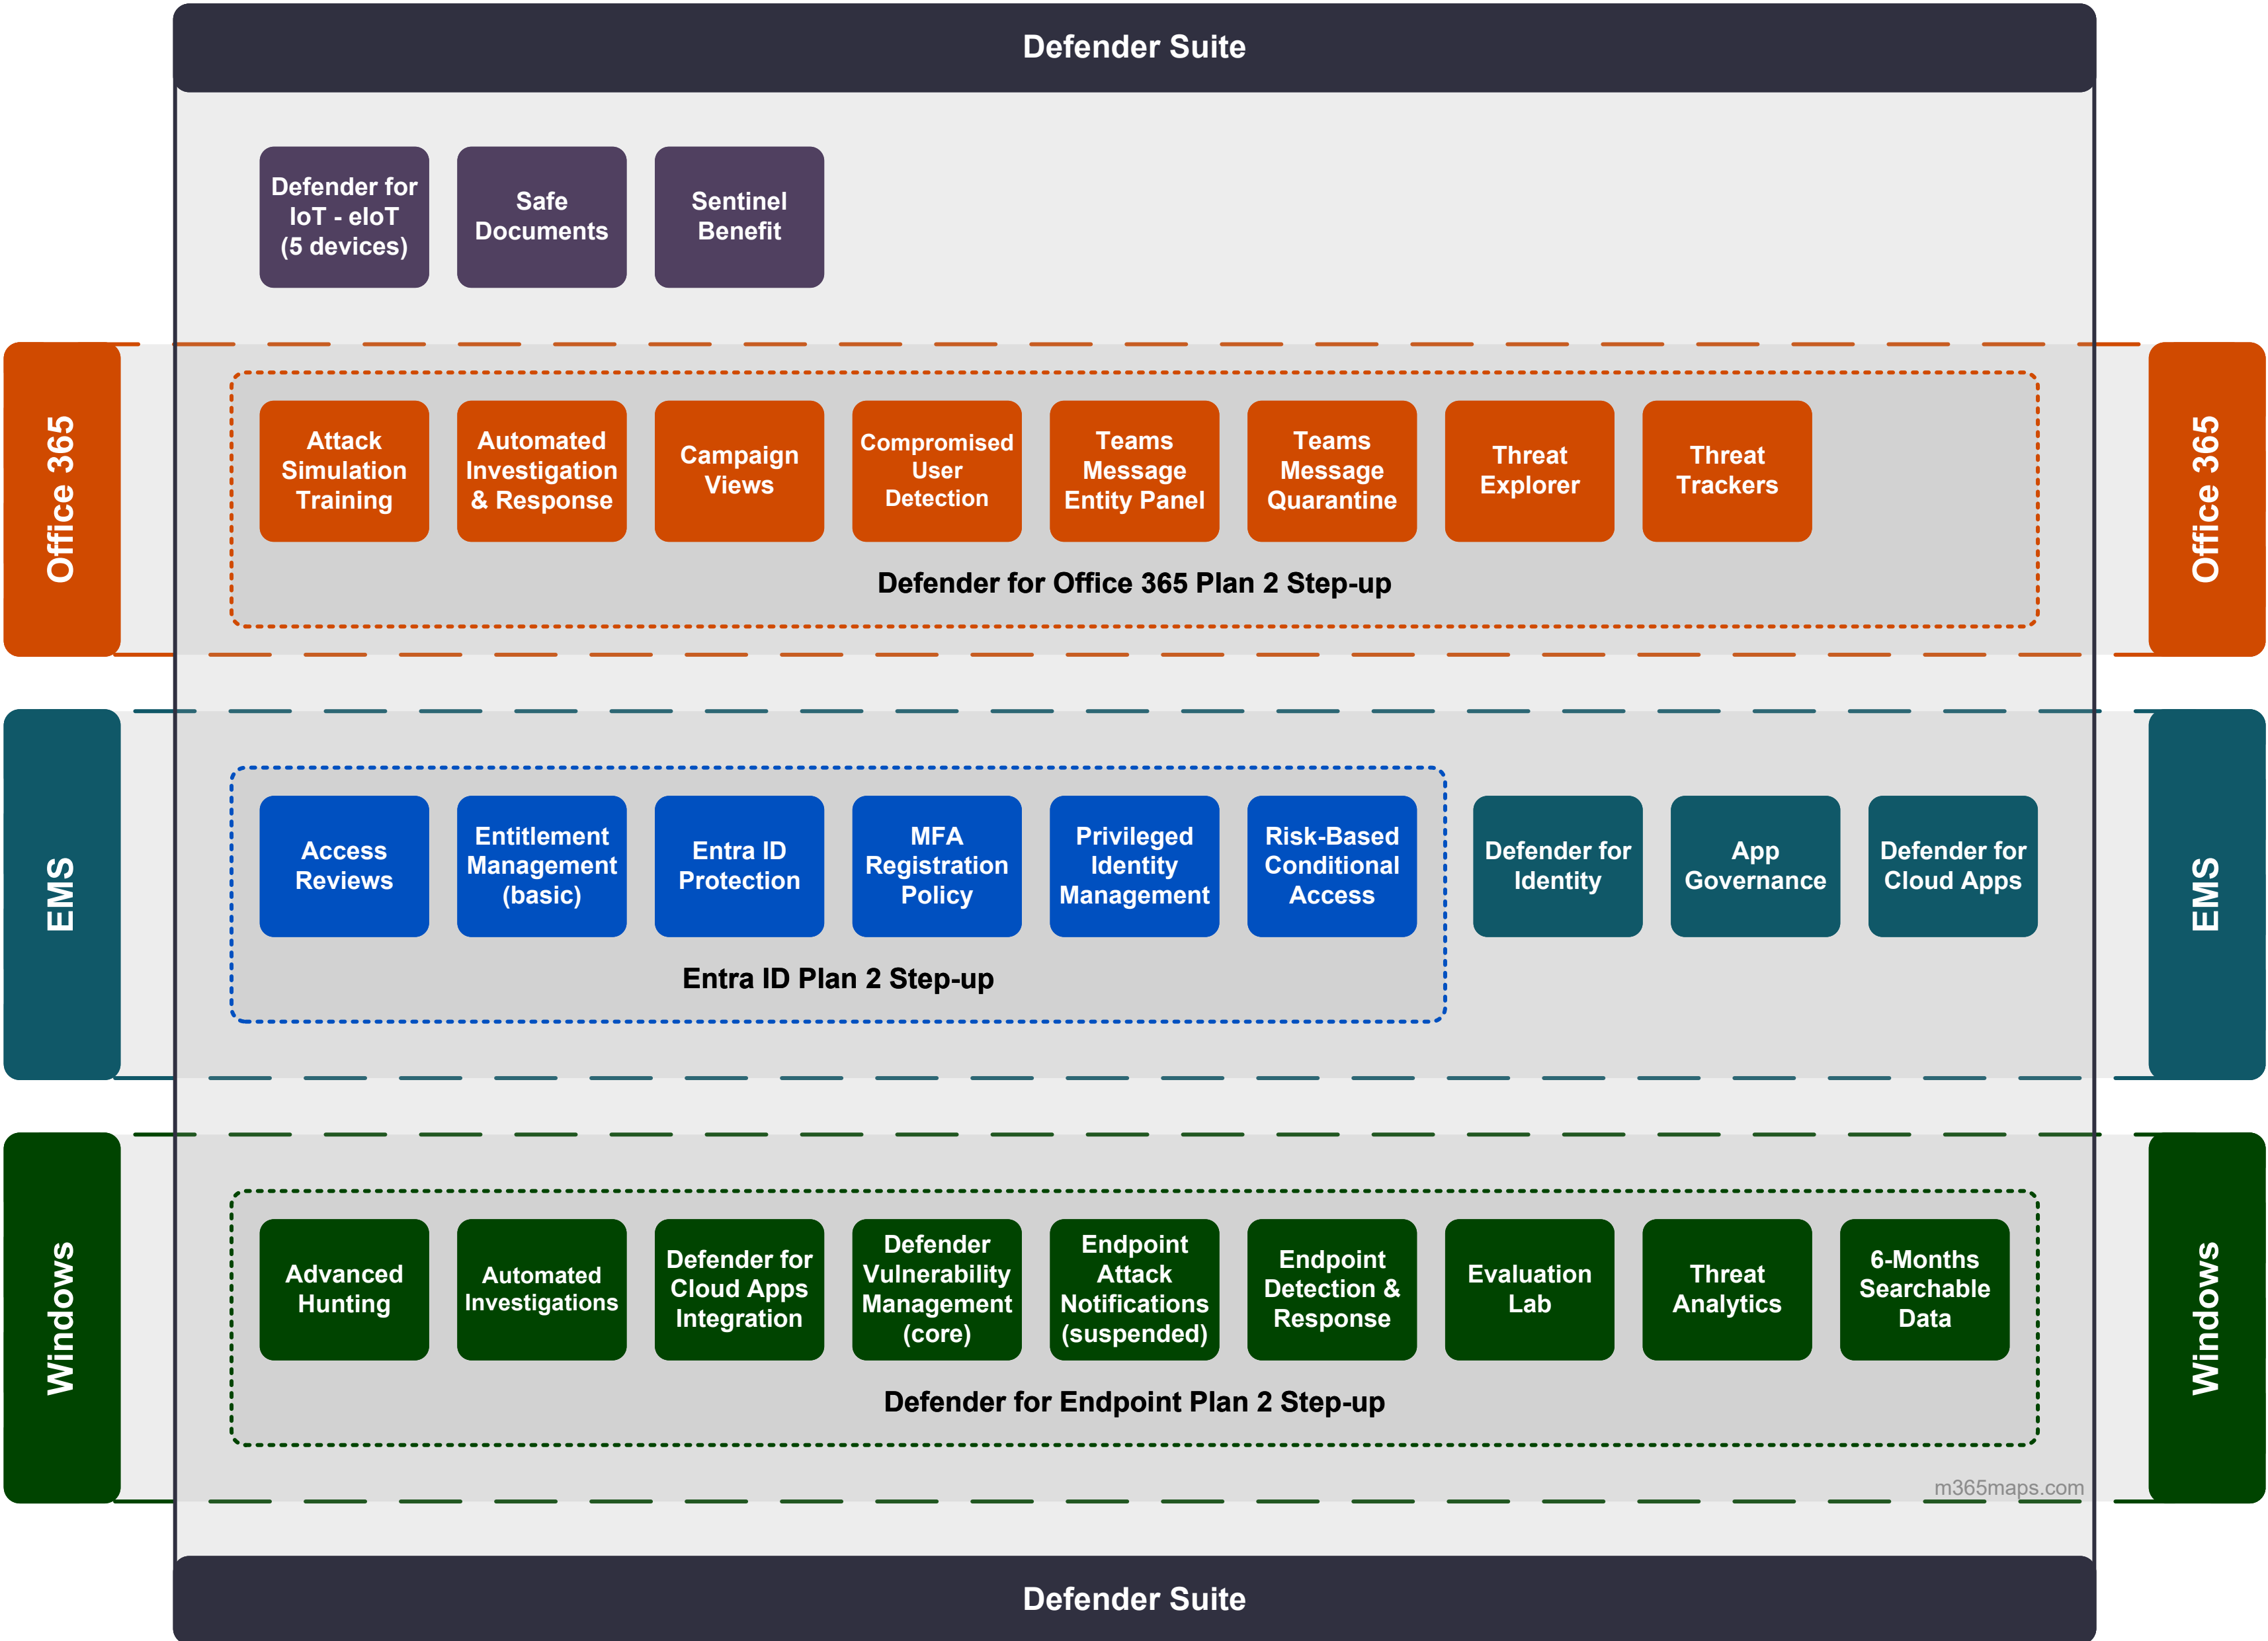 Defender Suite
Defender for
IoT - eIoT
(5 devices)
Safe
Documents
Sentinel
Benefit
Office 365
Attack
Simulation
Training
Automated
Investigation
& Response
Campaign
Views
Compromised
User
Detection
Teams
Message
Entity Panel
Teams
Message
Quarantine
Threat
Explorer
Threat
Trackers
Defender for Office 365 Plan 2 Step-up
Office 365
EMS
Access
Reviews
Entitlement
Management
(basic)
Entra ID
Protection
MFA
Registration
Policy
Privileged
Identity
Management
Risk-Based
Conditional
Access
Entra ID Plan 2 Step-up
Defender for
Identity
App
Governance
Defender for
Cloud Apps
EMS
Windows
Advanced
Hunting
Automated
Investigations
Defender for
Cloud Apps
Integration
Defender
Vulnerability
Management
(core)
Endpoint
Attack
Notifications
(suspended)
Endpoint
Detection &
Response
Evaluation
Lab
Threat
Analytics
6-Months
Searchable
Data
Defender for Endpoint Plan 2 Step-up
Windows
m365maps.com
Defender Suite